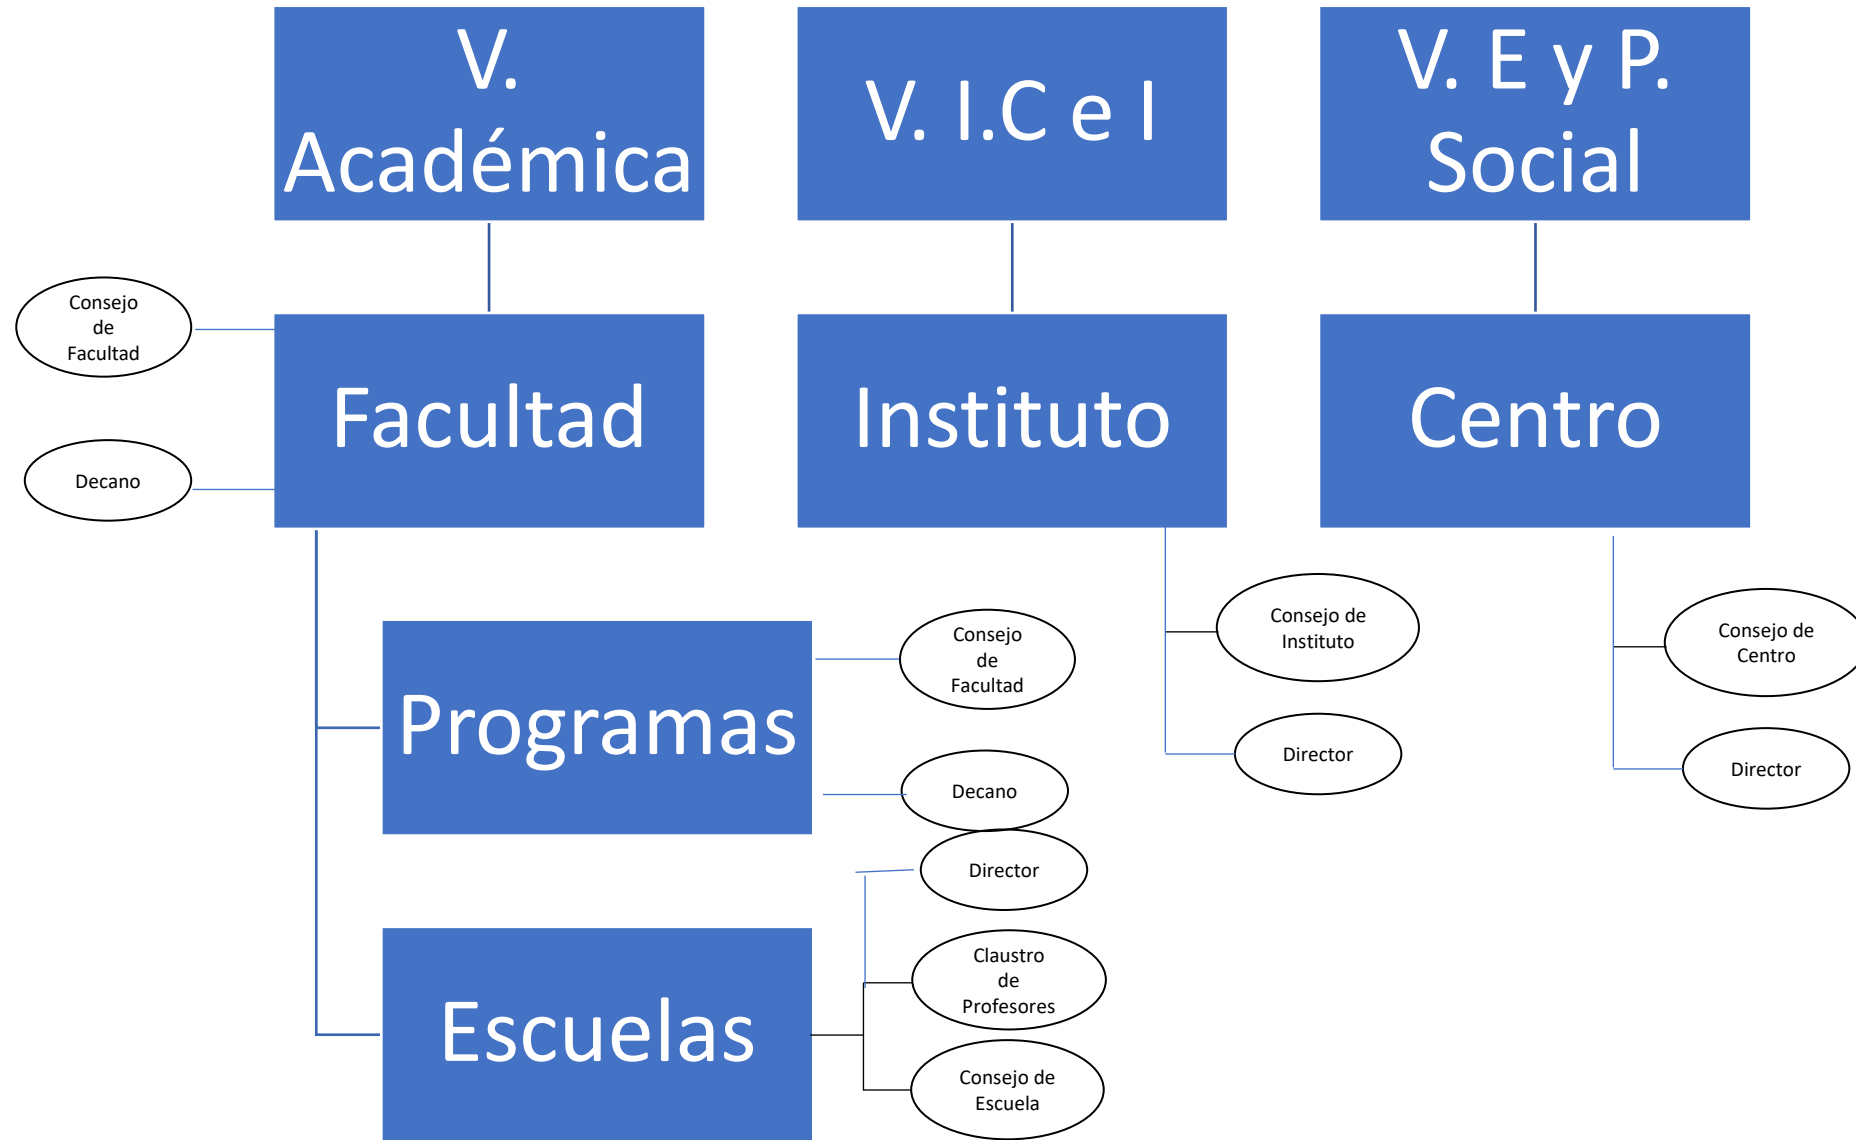 V.
Académica
V. I.C e I
V. E y P.
Social
Consejo
de
Facultad
Decano
Facultad
Instituto
Centro
Programas
Consejo
de
Facultad
Decano
Consejo de
Instituto
Director
Consejo de
Centro
Director
Escuelas
Director
Claustro
de
Profesores
Consejo de
Escuela